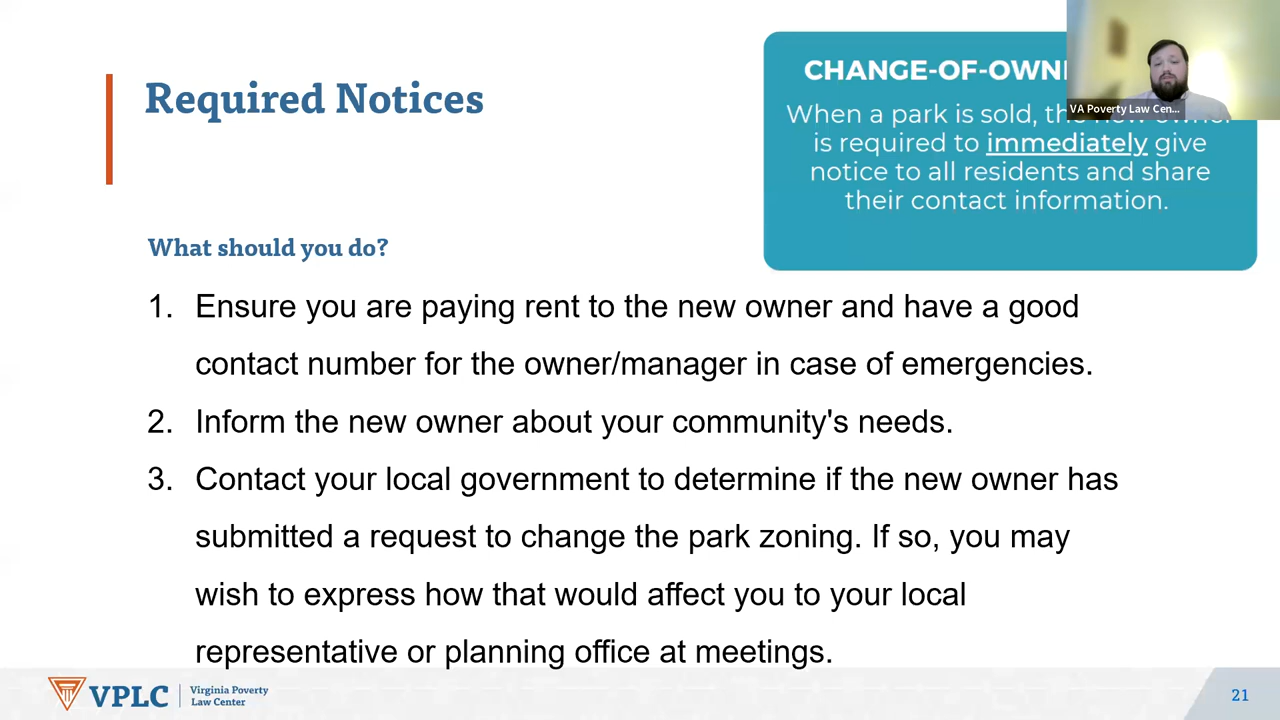 Required Notices
CHANGE-OF-OWN
VA Poverty Law Cen...
When a park is sold, the new owner
is required to immediately give
notice to all residents and share
their contact information.
What should you do?
1. Ensure you are paying rent to the new owner and have a good
contact number for the owner/manager in case of emergencies.
2. Inform the new owner about your community's needs.
3. Contact your local government to determine if the new owner has
submitted a request to change the park zoning. If so, you may
wish to express how that would affect you to your local
representative or planning office at meetings.
VPLC
Virginia Poverty
Law Center
21